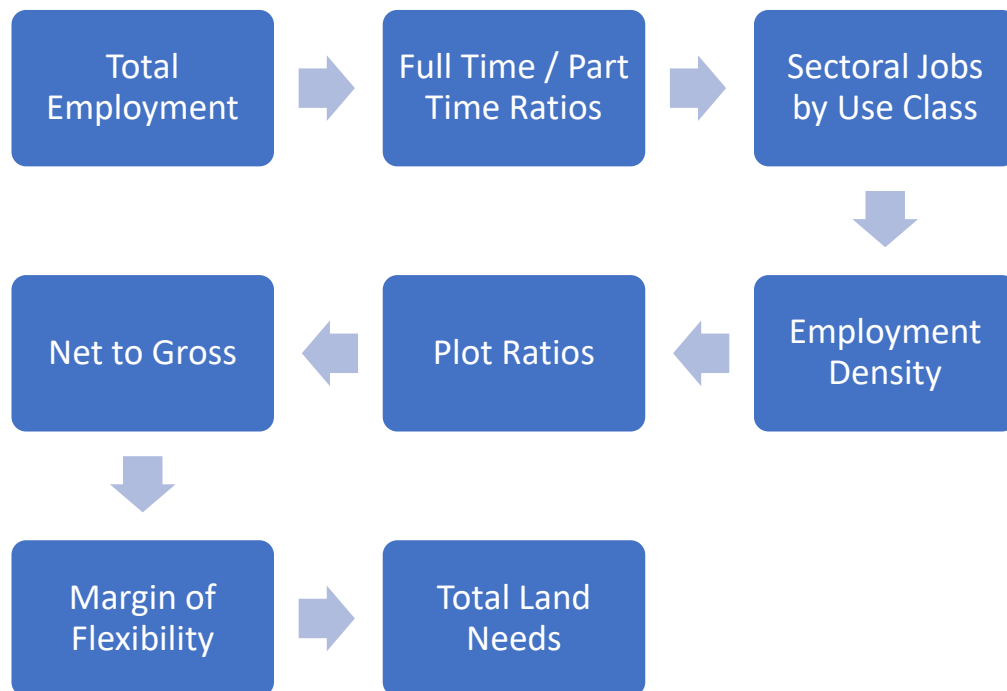 Total
Employment
Full Time / Part
Time Ratios
Sectoral Jobs
by Use Class
Employment
Density
Plot Ratios
Net to Gross
Margin of
Flexibility
Total Land
Needs